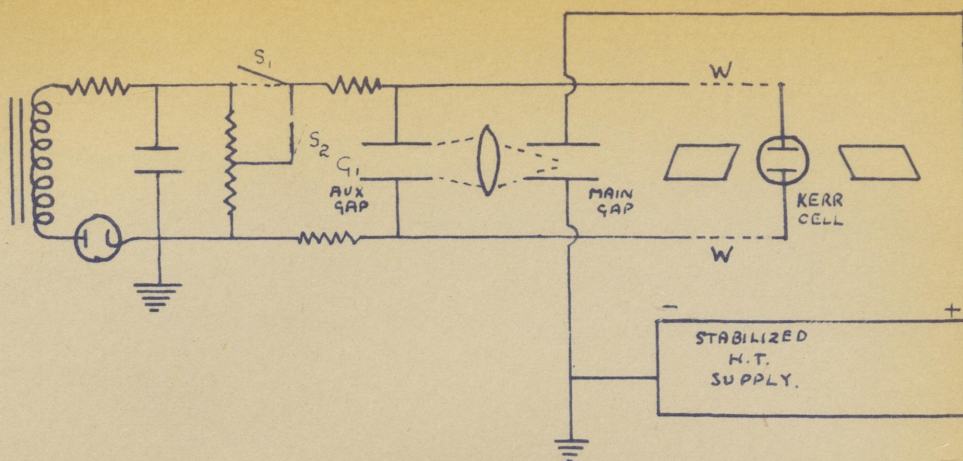 S₁
W
S₂
G₁
AUX
GAP
MAIN
GAP
KERR
CELL
W
- +
STABILIZED
H.T.
SUPPLY.